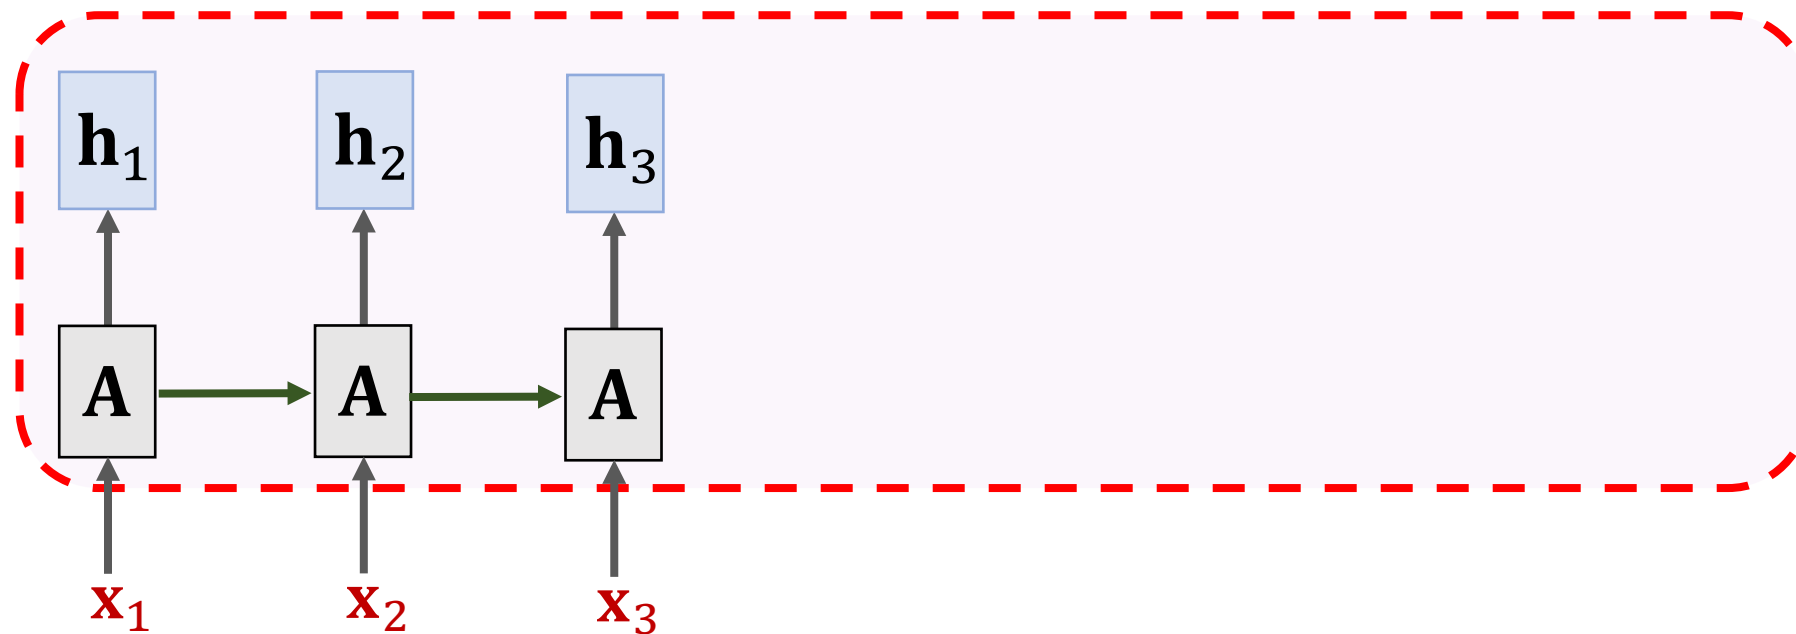 h₁ h₂ h₃
A A A
x₁ x₂ x₃